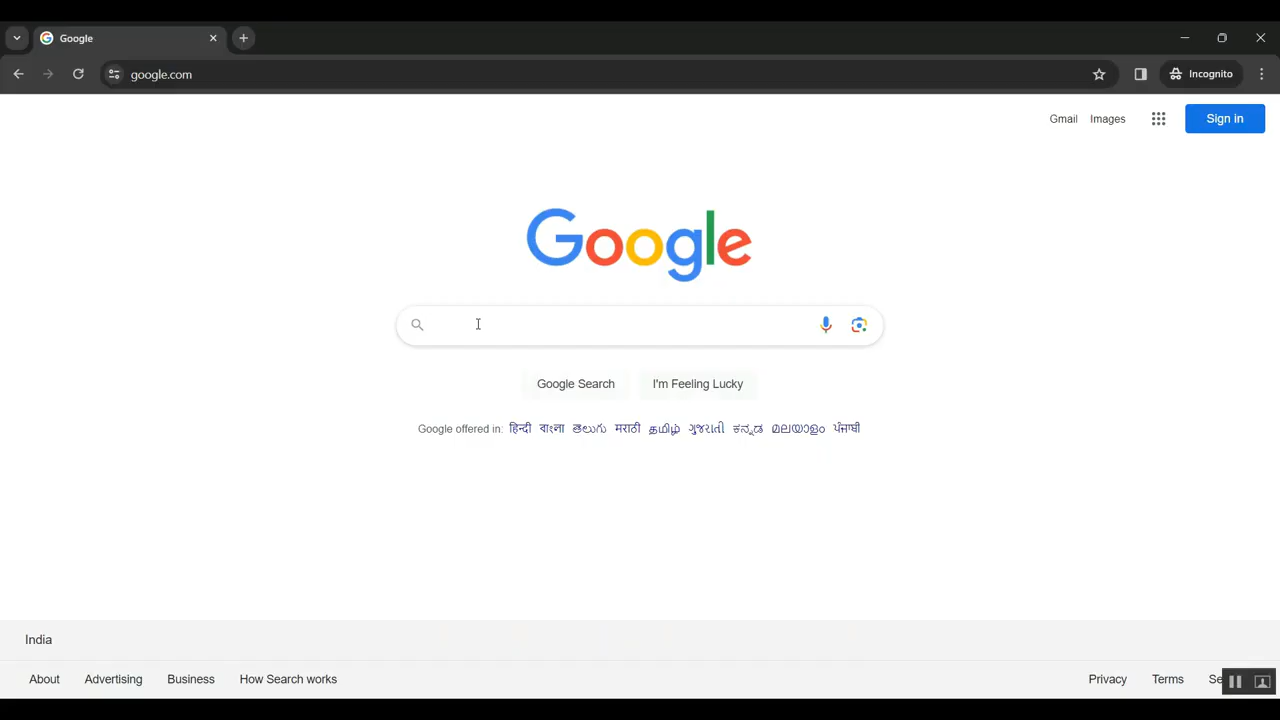 Google
google.com
Incognito
Gmail Images Sign in
Google
Google Search I'm Feeling Lucky
Google offered in: हिन्दी বাংলা తెలుగు मराठी தமிழ் ગુજરાતી ಕನ್ನಡ മലയാളം ਪੰਜਾਬੀ
India
About Advertising Business How Search works Privacy Terms Se